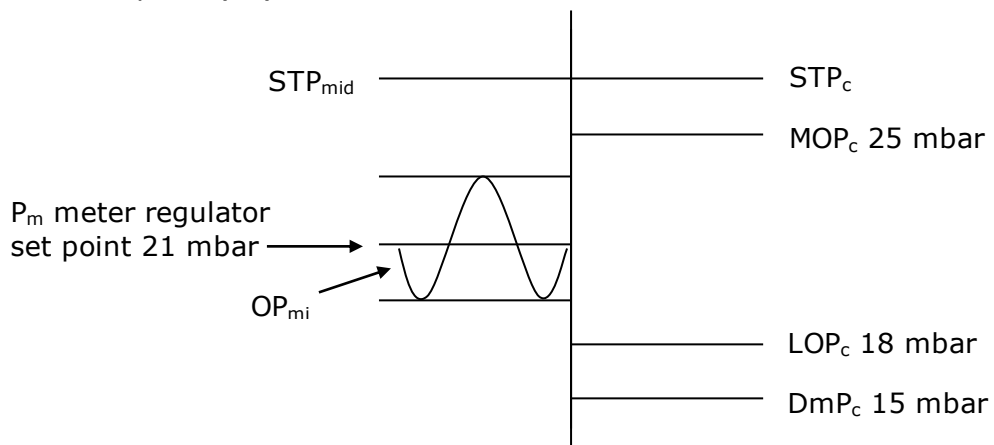 STPmid
STPc
MOPc 25 mbar
Pm meter regulator
set point 21 mbar
OPmi
LOPc 18 mbar
DmPc 15 mbar